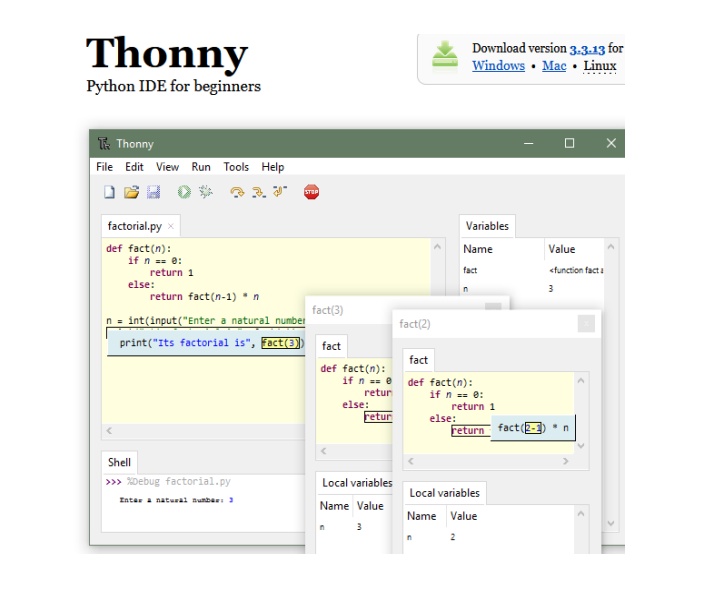 Thonny
Python IDE for beginners
Download version 3.3.13 for
Windows • Mac • Linux
Thonny
File Edit View Run Tools Help
STOP
factorial.py ×
def fact(n):
if n == 0:
return 1
else:
return fact(n-1) * n
n = int(input("Enter a natural number
print("Its factorial is", fact(3))
Shell
>>> %Debug factorial.py
Enter a natural number: 3
Variables
Name Value
fact <function fact a
n 3
fact(3)
fact
def fact(n):
if n == 0
retur
else:
retur
Local variables
Name Value
n 3
fact(2)
fact
def fact(n):
if n == 0:
return 1
else:
return fact(2-1) * n
Local variables
Name Value
n 2